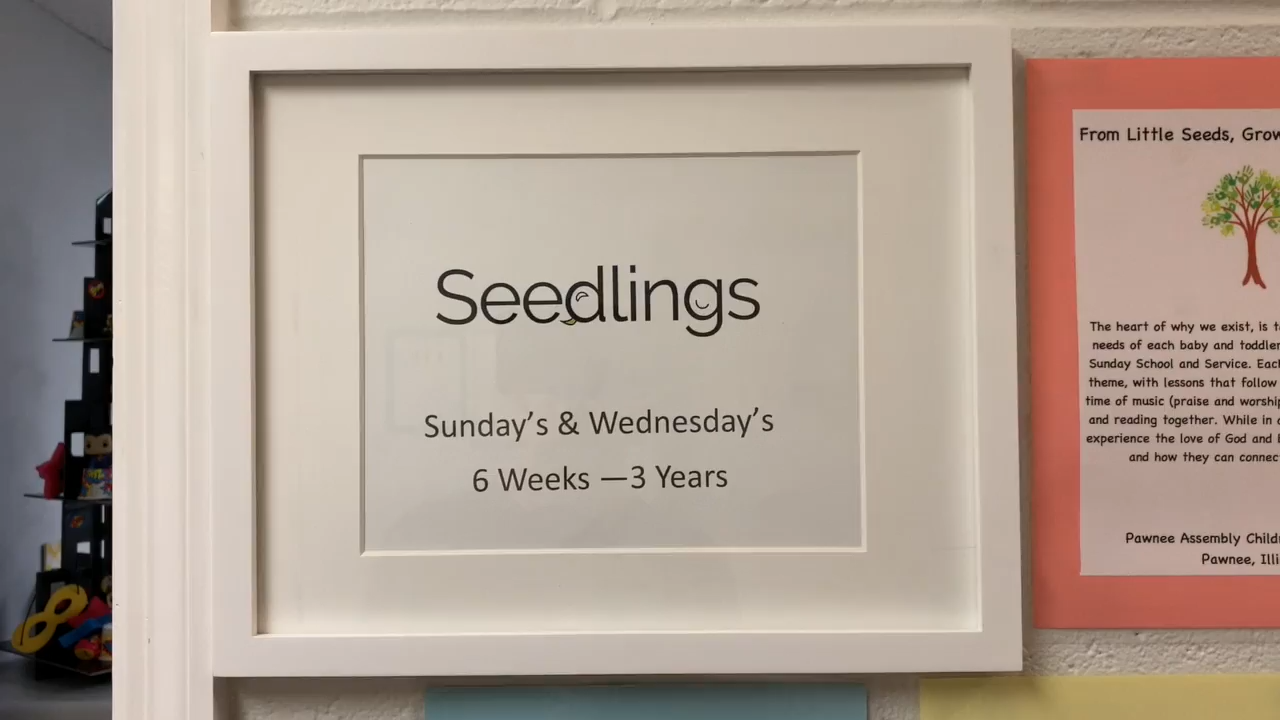 Seedlings
Sunday’s & Wednesday’s
6 Weeks —3 Years
From Little Seeds, Grow
The heart of why we exist, is
needs of each baby and toddler
Sunday School and Service.
theme, with lessons that follow
time of music (praise and worship
and reading together. While in
experience the love of God and
and how they can connec
Pawnee Assembly
Pawnee,